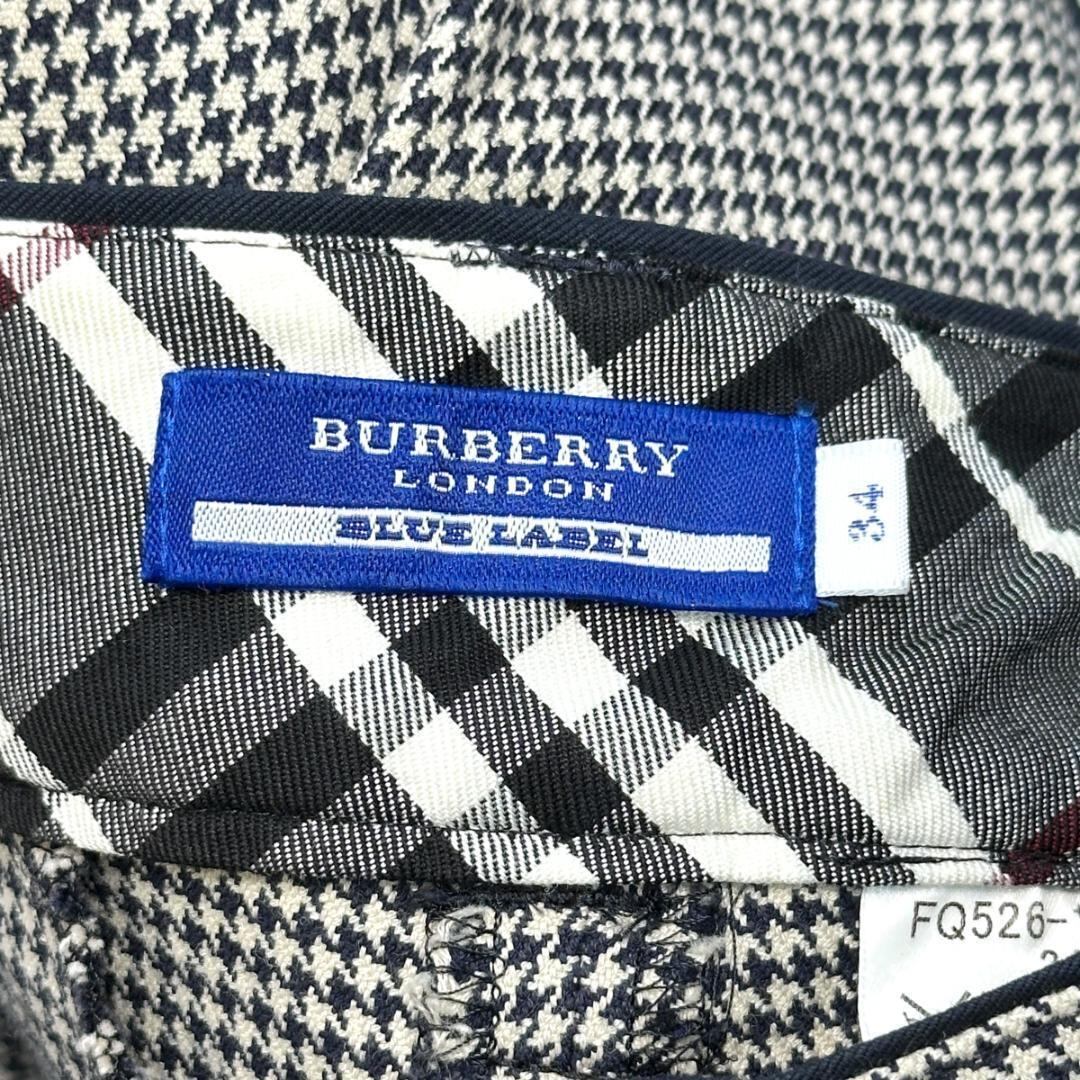 BURBERRY
LONDON
BLUE LABEL
34
FQ526-